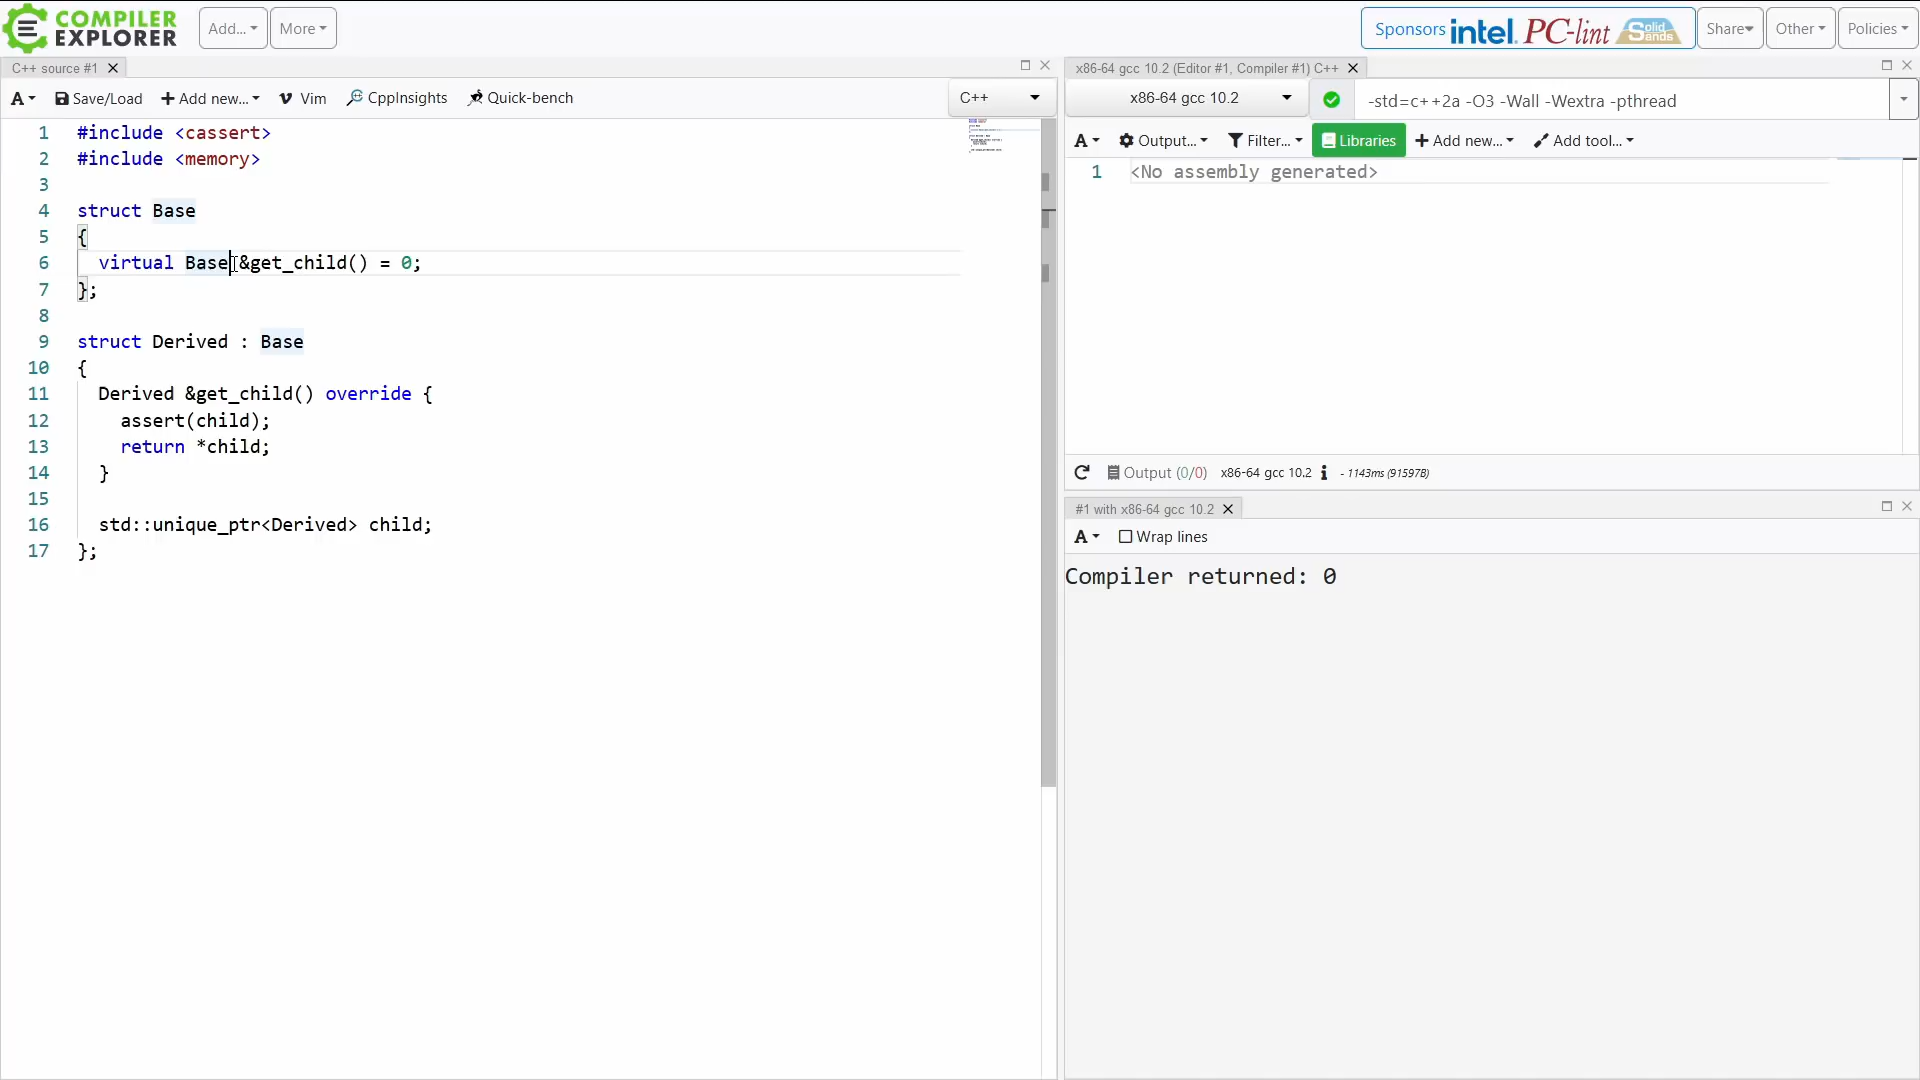 COMPILER
EXPLORER
Add...
More
Sponsors intel. PC-lint Solid Sands
Share
Other
Policies
C++ source #1
A
Save/Load
Add new...
Vim
CppInsights
Quick-bench
C++
1 #include <cassert>
2 #include <memory>
3
4 struct Base
5 {
6 virtual Base &get_child() = 0;
7 };
8
9 struct Derived : Base
10 {
11 Derived &get_child() override {
12 assert(child);
13 return *child;
14 }
15
16 std::unique_ptr<Derived> child;
17 };
x86-64 gcc 10.2 (Editor #1, Compiler #1) C++
x86-64 gcc 10.2
-std=c++2a -O3 -Wall -Wextra -pthread
A
Output...
Filter...
Libraries
Add new...
Add tool...
1 <No assembly generated>
Output (0/0) x86-64 gcc 10.2 i - 1143ms (91597B)
#1 with x86-64 gcc 10.2
A
Wrap lines
Compiler returned: 0